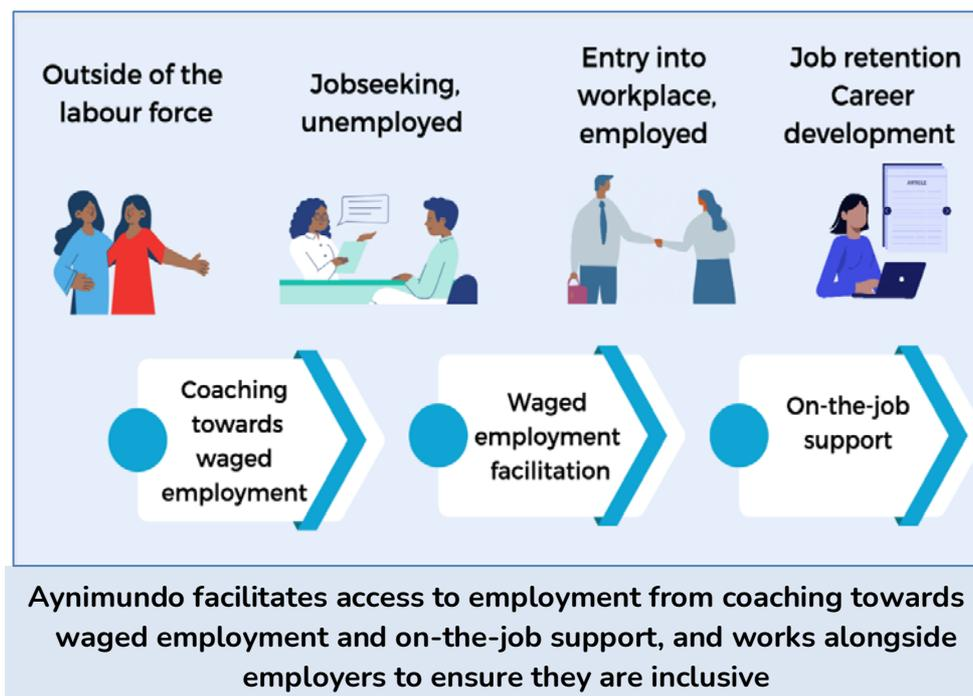 Outside of the
labour force
Jobseeking,
unemployed
Entry into
workplace,
employed
Job retention
Career
development
ARTICLE
Coaching
towards
waged
employment
Waged
employment
facilitation
On-the-job
support
Aynimundo facilitates access to employment from coaching towards
waged employment and on-the-job support, and works alongside
employers to ensure they are inclusive